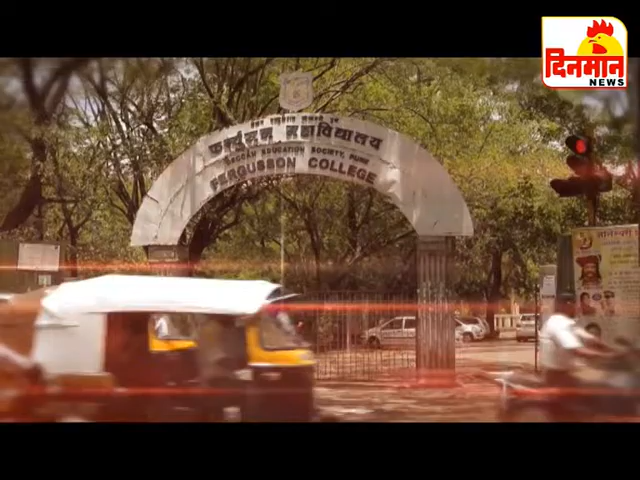 दिनमान
NEWS
फर्ग्युसन महाविद्यालय
DECCAN EDUCATION SOCIETY, PUNE
FERGUSSON COLLEGE